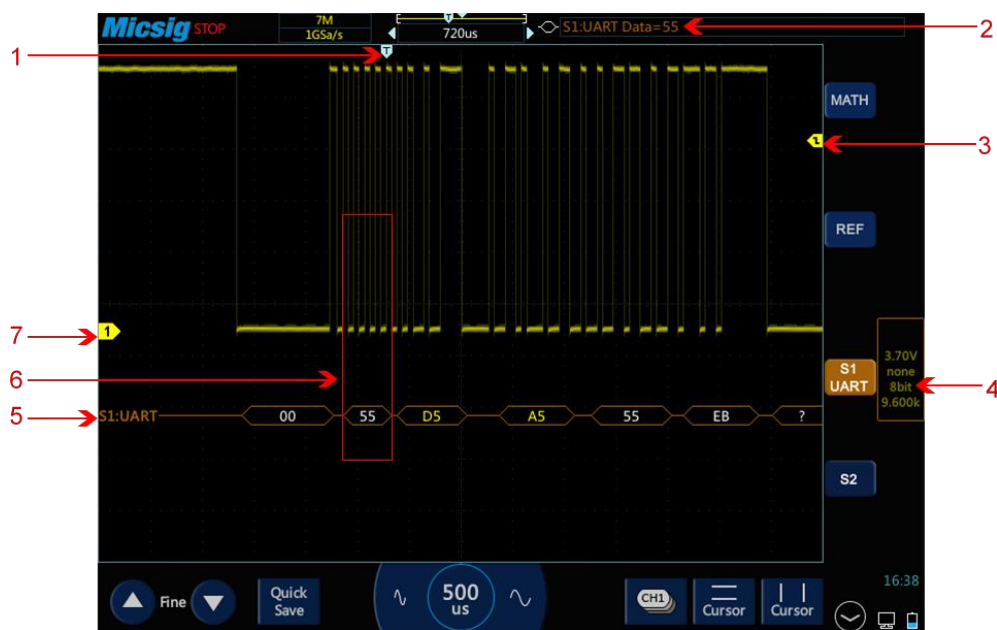 Micsig STOP
7M
1GSa/s
T
720us
S1:UART Data=55
2
1
T
MATH
3
REF
7
1
6
S1
UART
3.70V
none
8bit
9.600k
4
5
S1:UART
00
55
D5
A5
55
EB
?
S2
Fine
Quick
Save
500
us
CH1
Cursor
Cursor
16:38